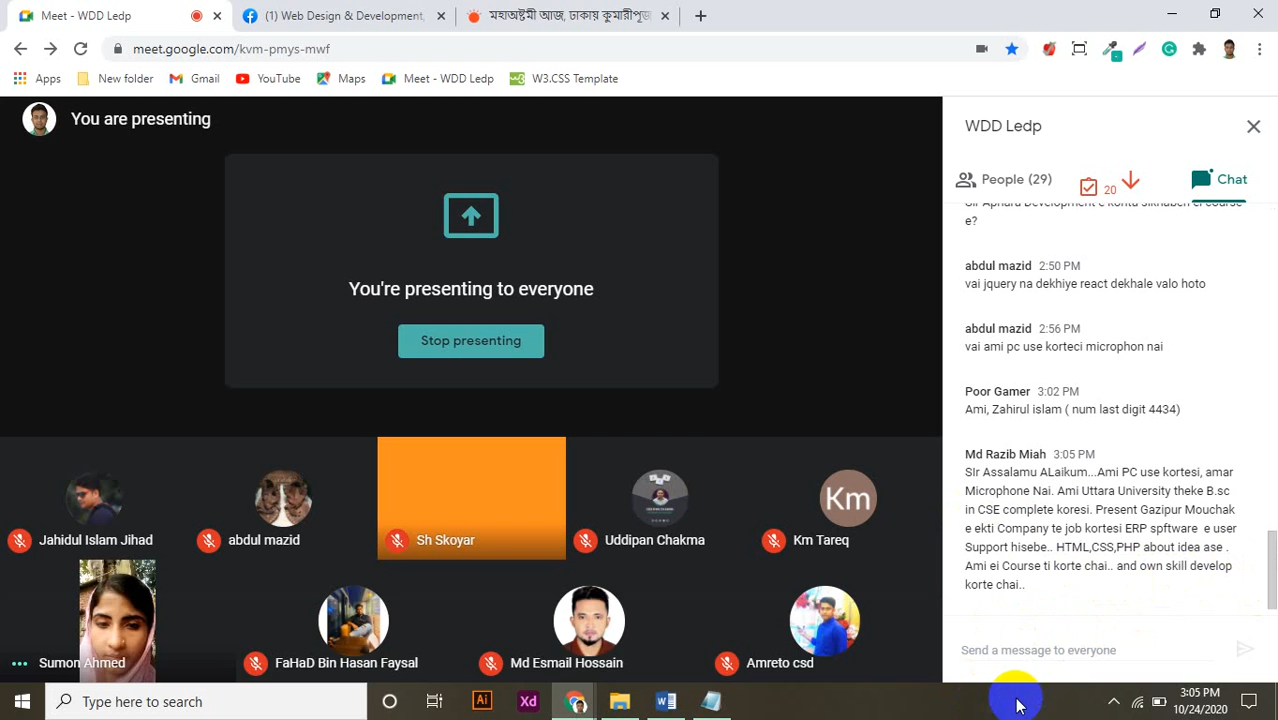 Meet - WDD Ledp
(1) Web Design & Development,
মহাঅষ্টমী আজ, ঢাকায় কুমারীপূজ
meet.google.com/kvm-pmys-mwf
Apps New folder Gmail YouTube Maps Meet - WDD Ledp W3.CSS Template
You are presenting
You're presenting to everyone
Stop presenting
Jahidul Islam Jihad
abdul mazid
Sh Skoyar
Uddipan Chakma
Km
Km Tareq
Sumon Ahmed
FaHaD Bin Hasan Faysal
Md Esmail Hossain
Amreto csd
WDD Ledp
People (29)
20
Chat
Sir Apnara Development e konta Sikhaben ei course
e?
abdul mazid 2:50 PM
vai jquery na dekhiye react dekhale valo hoto
abdul mazid 2:56 PM
vai ami pc use korteci microphon nai
Poor Gamer 3:02 PM
Ami, Zahirul islam ( num last digit 4434)
Md Razib Miah 3:05 PM
SIr Assalamu ALaikum...Ami PC use kortesi, amar
Microphone Nai. Ami Uttara University theke B.sc
in CSE complete koresi. Present Gazipur Mouchak
e ekti Company te job kortesi ERP spftware e user
Support hisebe.. HTML,CSS,PHP about idea ase .
Ami ei Course ti korte chai.. and own skill develop
korte chai..
Send a message to everyone
Type here to search
Ai
Xd
3:05 PM
10/24/2020